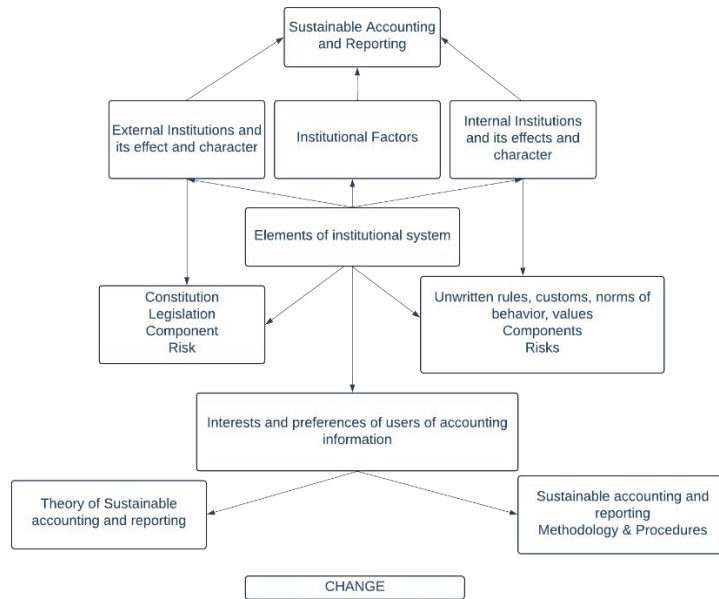 Sustainable Accounting
and Reporting
External Institutions and
its effect and character
Institutional Factors
Internal Institutions
and its effects and
character
Elements of institutional system
Constitution
Legislation
Component
Risk
Unwritten rules, customs, norms of
behavior, values
Components
Risks
Interests and preferences of users of accounting
information
Theory of Sustainable
accounting and reporting
Sustainable accounting and
reporting
Methodology & Procedures
CHANGE